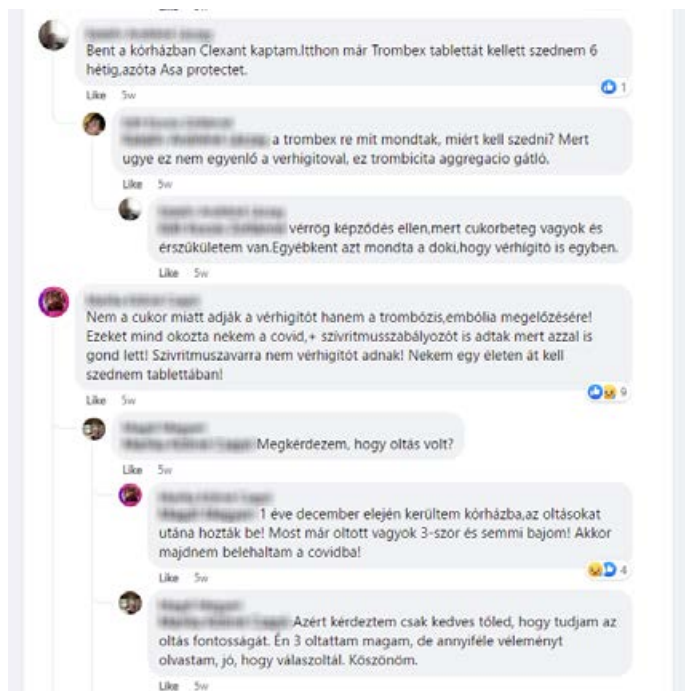 Bent a kórházban Clexant kaptam.Itthon már Trombex tablettát kellett szednem 6
hétig,azóta Asa protectet.
1
Like 5w
a trombex re mit mondtak, miért kell szedni? Mert
ugye ez nem egyenlő a verhigitoval, ez trombicita aggregacio gátló.
Like 5w
vérrög képződés ellen,mert cukorbeteg vagyok és
érszűkületem van.Egyébkent azt mondta a doki,hogy vérhígító is egyben.
Like 5w
Nem a cukor miatt adják a vérhigítót hanem a trombózis,embólia megelőzésére!
Ezeket mind okozta nekem a covid,+ szívritmusszabályozót is adtak mert azzal is
gond lett! Szivritmuszavarra nem vérhigítót adnak! Nekem egy életen át kell
szednem tablettában!
9
Like 5w
Megkérdezem, hogy oltás volt?
Like 5w
1 éve december elején kerültem kórházba,az oltásokat
utána hozták be! Most már oltott vagyok 3-szor és semmi bajom! Akkor
majdnem belehaltam a covidba!
4
Like 5w
Azért kérdeztem csak kedves tőled, hogy tudjam az
oltás fontosságát. Én 3 oltattam magam, de annyiféle véleményt
olvastam, jó, hogy válaszoltál. Köszönöm.
Like 5w